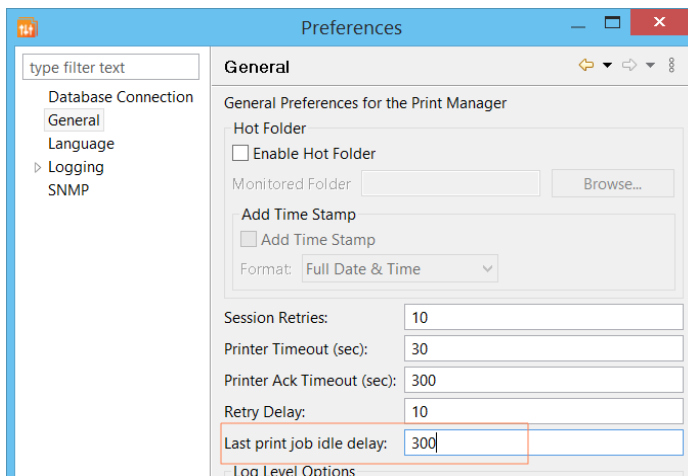 Preferences
type filter text
General
Database Connection
General
Language
Logging
SNMP
General Preferences for the Print Manager
Hot Folder
Enable Hot Folder
Monitored Folder
Browse...
Add Time Stamp
Add Time Stamp
Format: Full Date & Time
Session Retries: 10
Printer Timeout (sec): 30
Printer Ack Timeout (sec): 300
Retry Delay: 10
Last print job idle delay: 300
Log Level Options